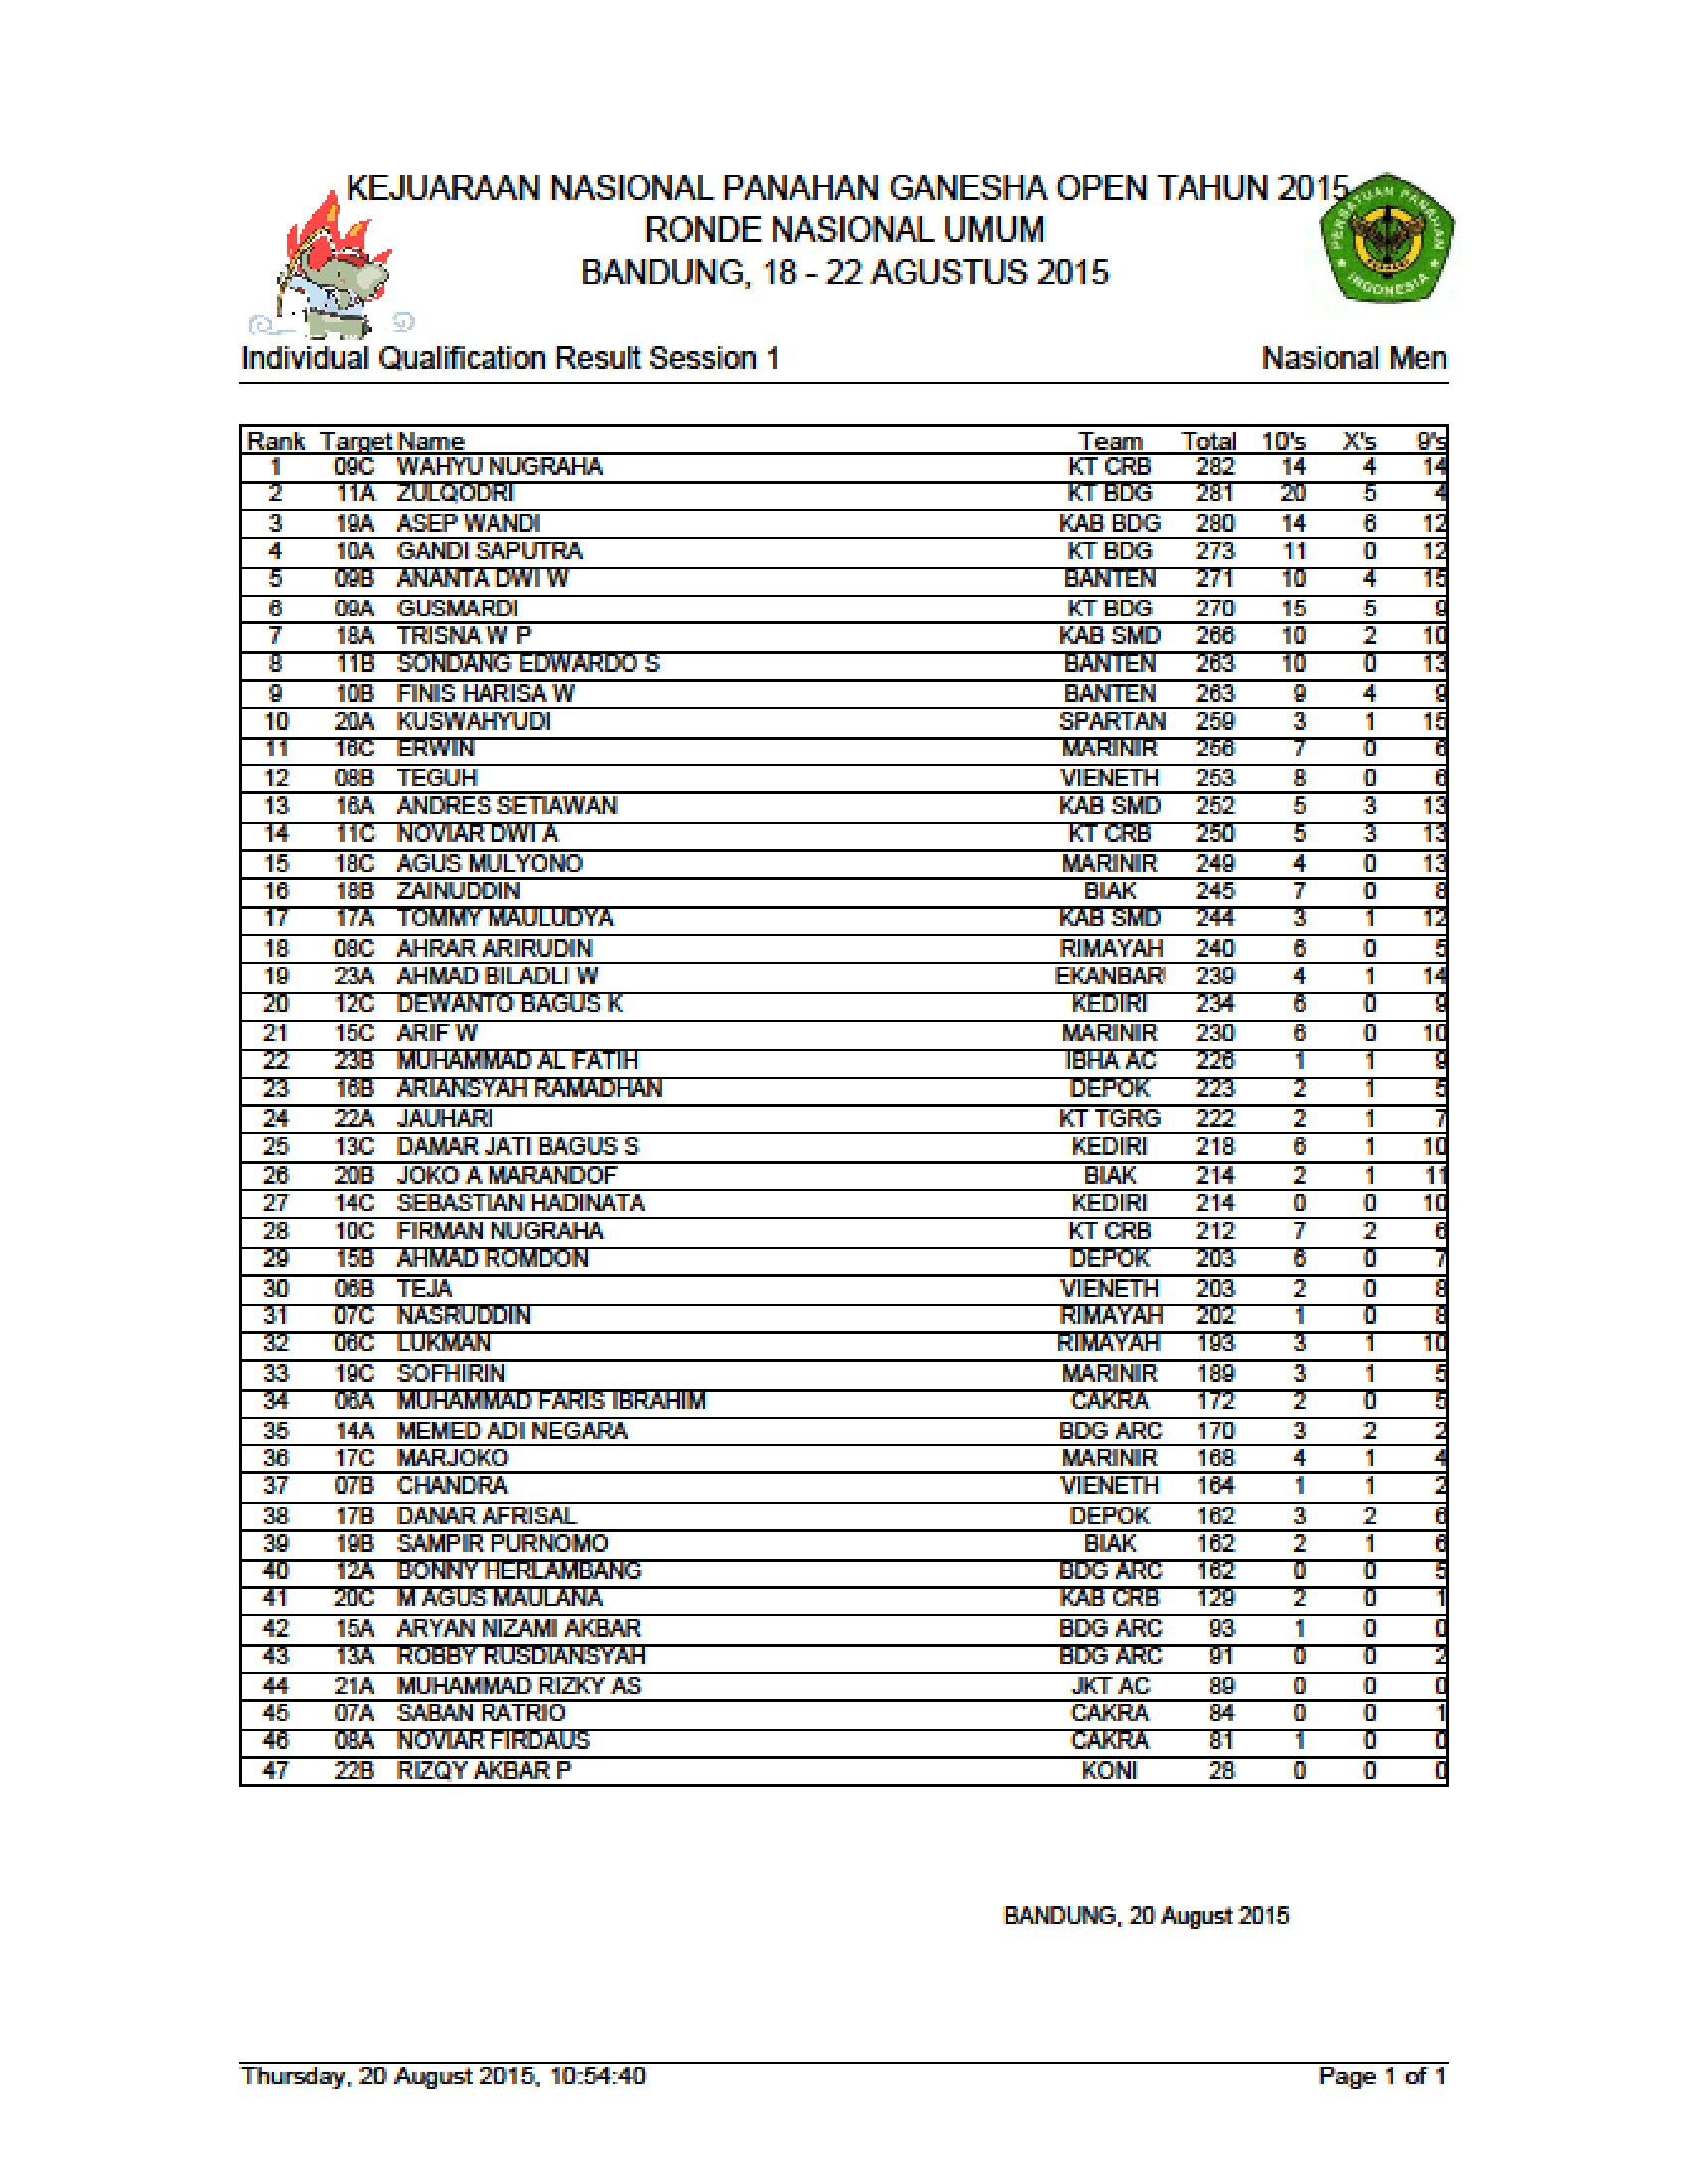 KEJUARAAN NASIONAL PANAHAN GANESHA OPEN TAHUN 2015
RONDE NASIONAL UMUM
BANDUNG, 18 - 22 AGUSTUS 2015
PERSATUAN PANAHAN
INDONESIA
Individual Qualification Result Session 1 Nasional Men
Rank Target Name Team Total 10's X's 9's
1 09C WAHYU NUGRAHA KT CRB 282 14 4 14
2 11A ZULQODRI KT BDG 281 20 5 4
3 19A ASEP WANDI KAB BDG 280 14 6 12
4 10A GANDI SAPUTRA KT BDG 273 11 0 12
5 09B ANANTA DWI W BANTEN 271 10 4 15
6 09A GUSMARDI KT BDG 270 15 5 9
7 18A TRISNA W P KAB SMD 266 10 2 10
8 11B SONDANG EDWARDO S BANTEN 263 10 0 13
9 10B FINIS HARISA W BANTEN 263 9 4 9
10 20A KUSWAHYUDI SPARTAN 259 3 1 15
11 16C ERWIN MARINIR 256 7 0 6
12 08B TEGUH VIENETH 253 8 0 6
13 16A ANDRES SETIAWAN KAB SMD 252 5 3 13
14 11C NOVIAR DWI A KT CRB 250 5 3 13
15 18C AGUS MULYONO MARINIR 249 4 0 13
16 18B ZAINUDDIN BIAK 245 7 0 8
17 17A TOMMY MAULUDYA KAB SMD 244 3 1 12
18 08C AHRAR ARIRUDIN RIMAYAH 240 6 0 5
19 23A AHMAD BILADLI W EKANBAR 239 4 1 14
20 12C DEWANTO BAGUS K KEDIRI 234 6 0 9
21 15C ARIF W MARINIR 230 6 0 10
22 23B MUHAMMAD AL FATIH IBHA AC 226 1 1 9
23 16B ARIANSYAH RAMADHAN DEPOK 223 2 1 5
24 22A JAUHARI KT TGRG 222 2 1 7
25 13C DAMAR JATI BAGUS S KEDIRI 218 6 1 10
26 20B JOKO A MARANDOF BIAK 214 2 1 11
27 14C SEBASTIAN HADINATA KEDIRI 214 0 0 10
28 10C FIRMAN NUGRAHA KT CRB 212 7 2 6
29 15B AHMAD ROMDON DEPOK 203 6 0 7
30 06B TEJA VIENETH 203 2 0 8
31 07C NASRUDDIN RIMAYAH 202 1 0 8
32 06C LUKMAN RIMAYAH 193 3 1 10
33 19C SOFHIRIN MARINIR 189 3 1 5
34 06A MUHAMMAD FARIS IBRAHIM CAKRA 172 2 0 5
35 14A MEMED ADI NEGARA BDG ARC 170 3 2 2
36 17C MARJOKO MARINIR 168 4 1 4
37 07B CHANDRA VIENETH 164 1 1 2
38 17B DANAR AFRISAL DEPOK 162 3 2 6
39 19B SAMPIR PURNOMO BIAK 162 2 1 6
40 12A BONNY HERLAMBANG BDG ARC 162 0 0 5
41 20C M AGUS MAULANA KAB CRB 129 2 0 1
42 15A ARYAN NIZAMI AKBAR BDG ARC 93 1 0 0
43 13A ROBBY RUSDIANSYAH BDG ARC 91 0 0 2
44 21A MUHAMMAD RIZKY AS JKT AC 89 0 0 0
45 07A SABAN RATRIO CAKRA 84 0 0 1
46 08A NOVIAR FIRDAUS CAKRA 81 1 0 0
47 22B RIZQY AKBAR P KONI 28 0 0 0
BANDUNG, 20 August 2015
Thursday, 20 August 2015, 10:54:40 Page 1 of 1